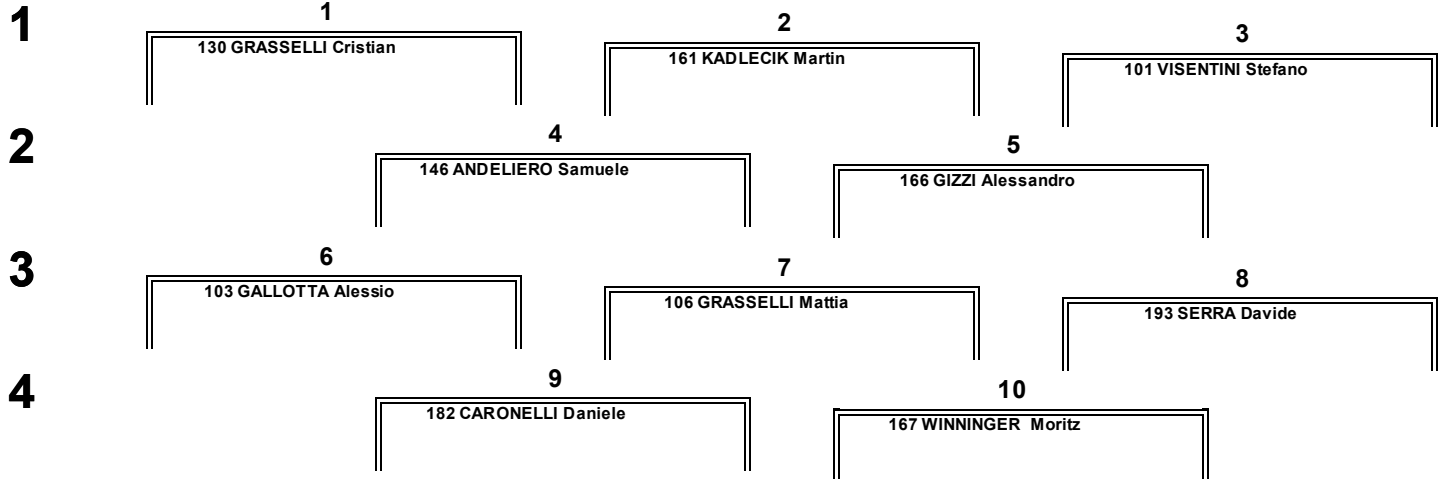 1
1
2
3
130 GRASSELLI Cristian
161 KADLECIK Martin
101 VISENTINI Stefano
2
4
5
146 ANDELIERO Samuele
166 GIZZI Alessandro
3
6
7
8
103 GALLOTTA Alessio
106 GRASSELLI Mattia
193 SERRA Davide
4
9
10
182 CARONELLI Daniele
167 WINNINGER Moritz